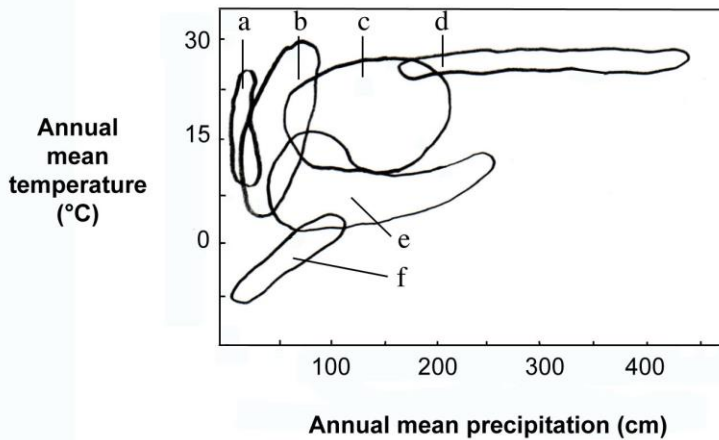 a b c d
30
Annual
mean
temperature
(°C)
15
0
e
f
100 200 300 400
Annual mean precipitation (cm)